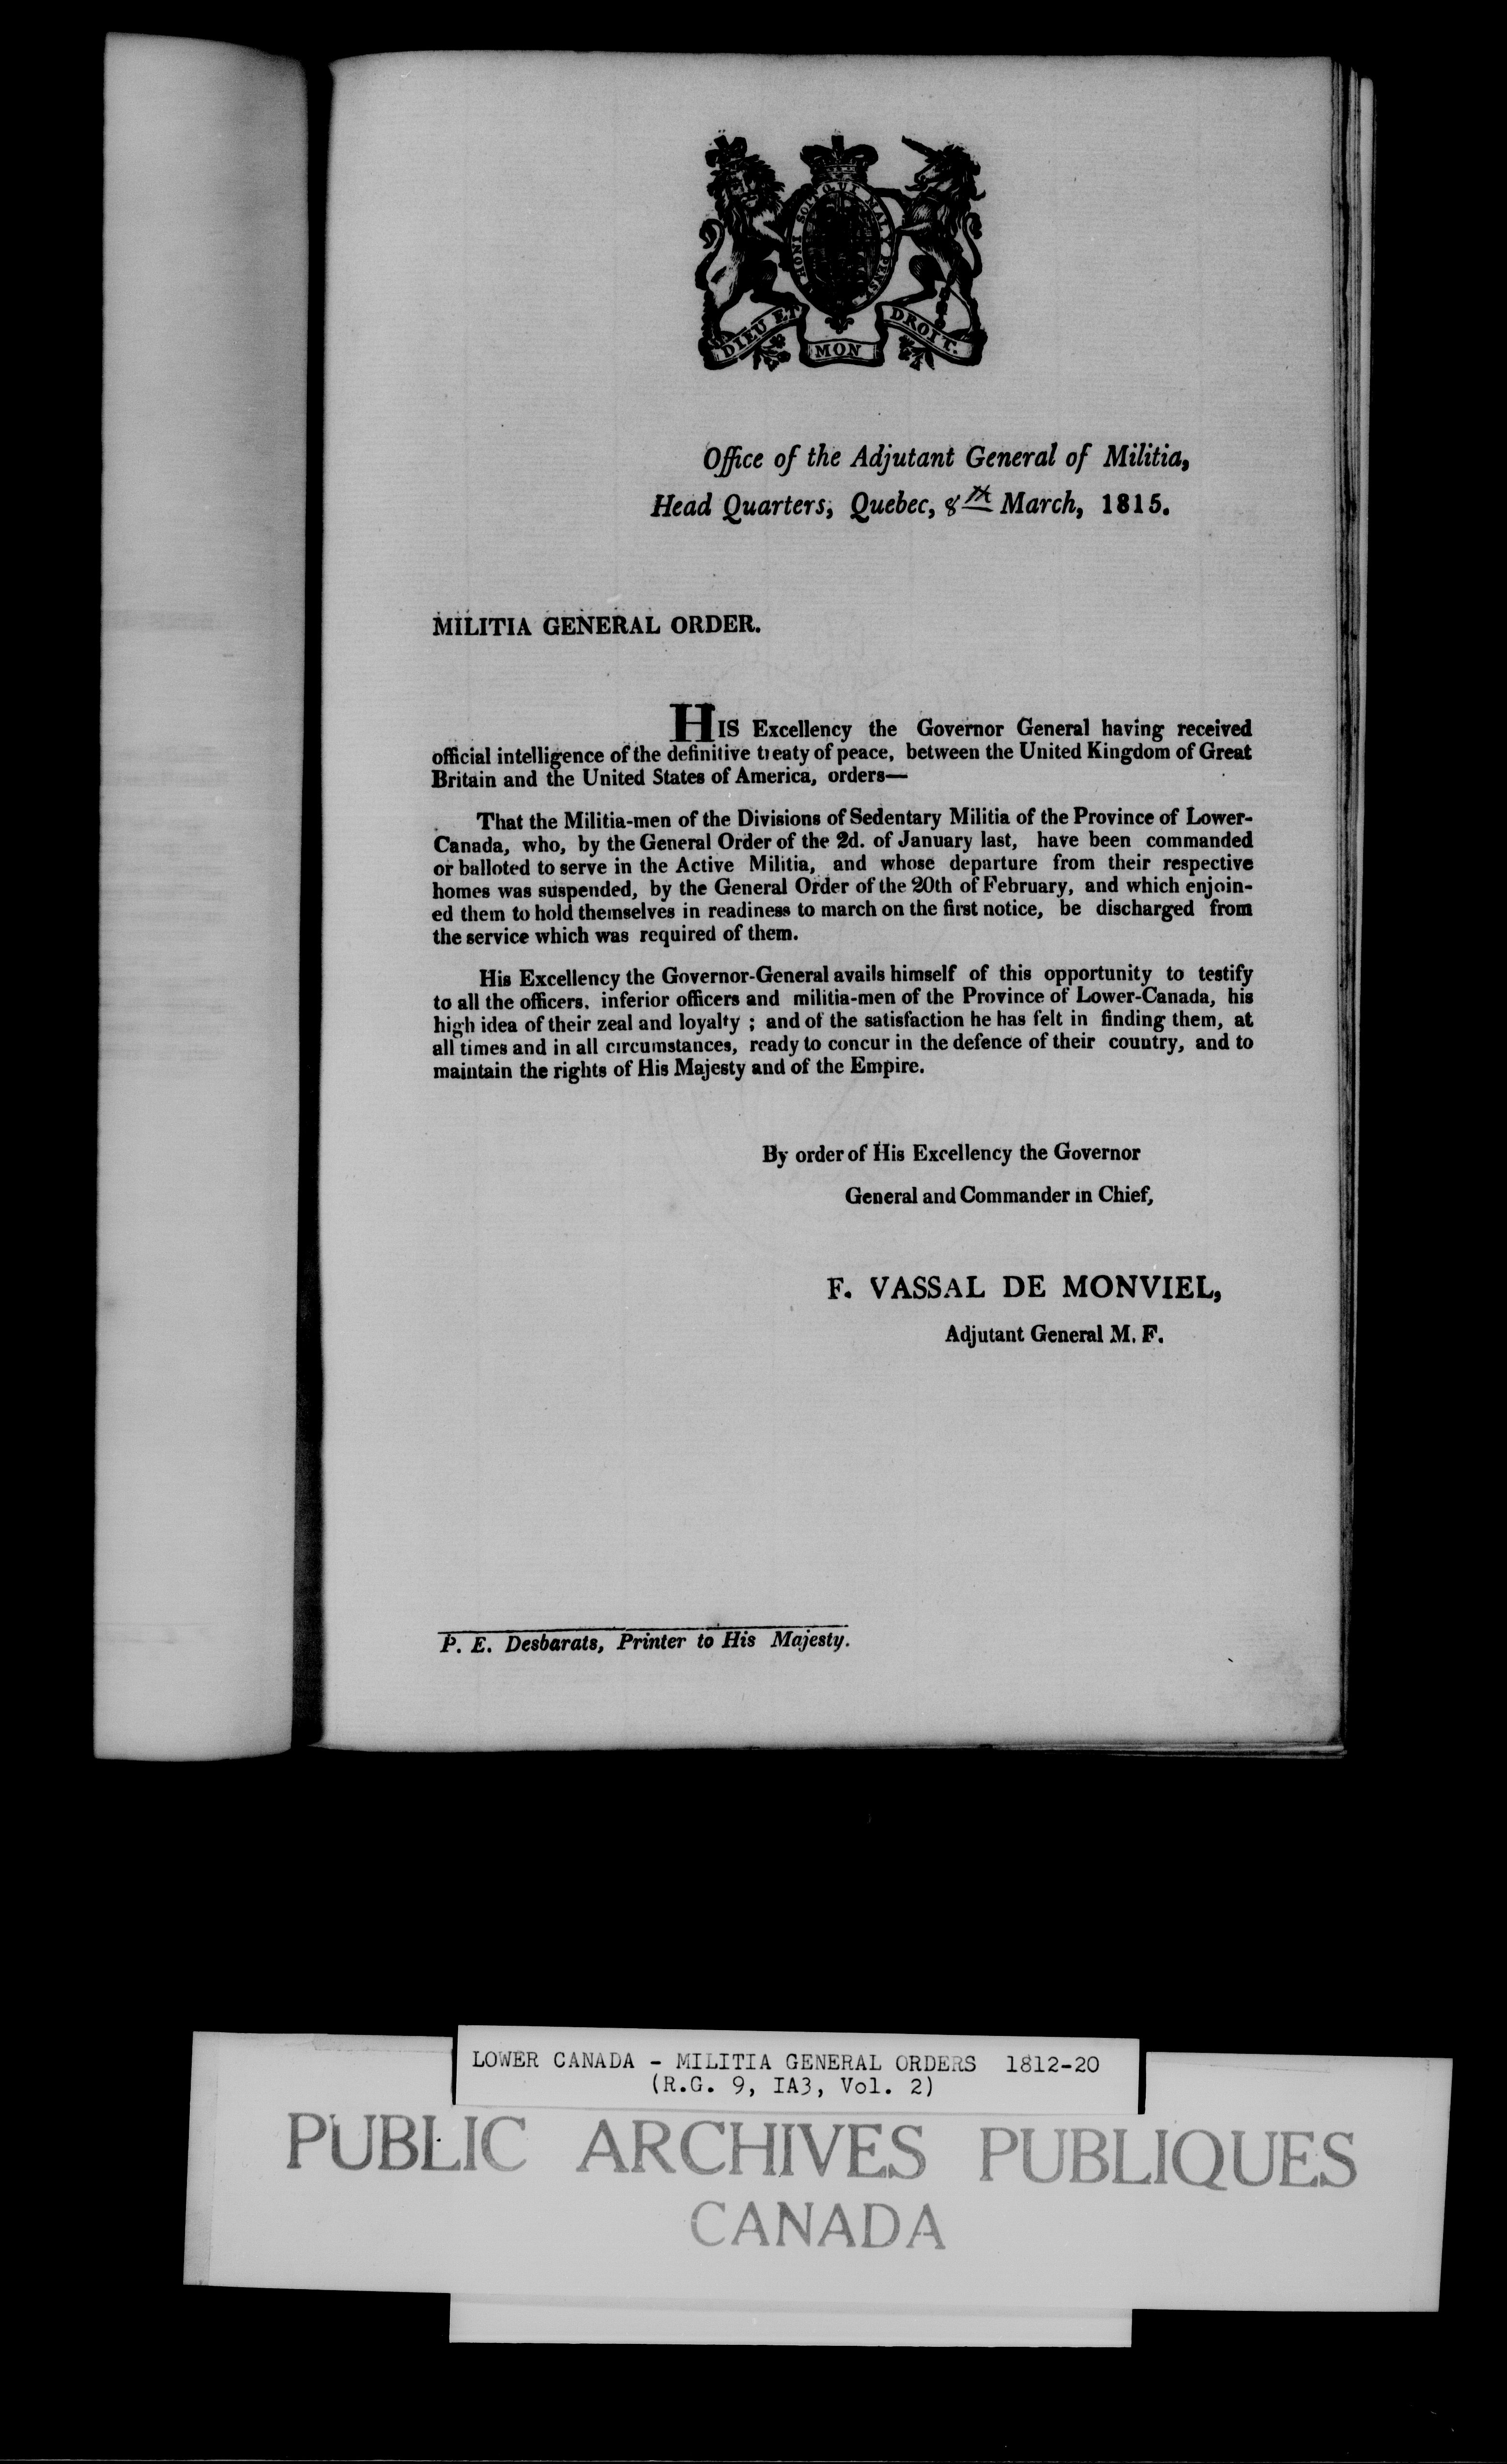 HONI SOIT QUI MAL Y PENSE
DIEU ET MON DROIT.
Office of the Adjutant General of Militia,
Head Quarters, Quebec, 8th March, 1815.
MILITIA GENERAL ORDER.
HIS Excellency the Governor General having received
official intelligence of the definitive treaty of peace, between the United Kingdom of Great
Britain and the United States of America, orders—
That the Militia-men of the Divisions of Sedentary Militia of the Province of Lower-
Canada, who, by the General Order of the 2d. of January last, have been commanded
or balloted to serve in the Active Militia, and whose departure from their respective
homes was suspended, by the General Order of the 20th of February, and which enjoin-
ed them to hold themselves in readiness to march on the first notice, be discharged from
the service which was required of them.
His Excellency the Governor-General avails himself of this opportunity to testify
to all the officers, inferior officers and militia-men of the Province of Lower-Canada, his
high idea of their zeal and loyalty ; and of the satisfaction he has felt in finding them, at
all times and in all circumstances, ready to concur in the defence of their country, and to
maintain the rights of His Majesty and of the Empire.
By order of His Excellency the Governor
General and Commander in Chief,
F. VASSAL DE MONVIEL,
Adjutant General M. F.
P. E. Desbarats, Printer to His Majesty.
LOWER CANADA - MILITIA GENERAL ORDERS 1812-20
(R.G. 9, IA3, Vol. 2)
PUBLIC ARCHIVES PUBLIQUES
CANADA